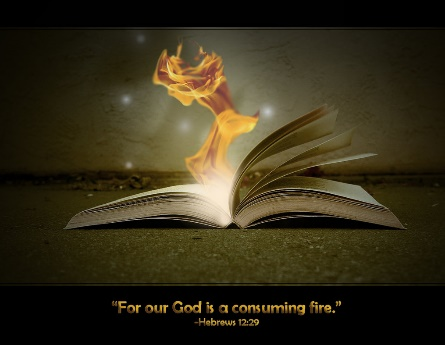 “For our God is a consuming fire.”
-Hebrews 12:29